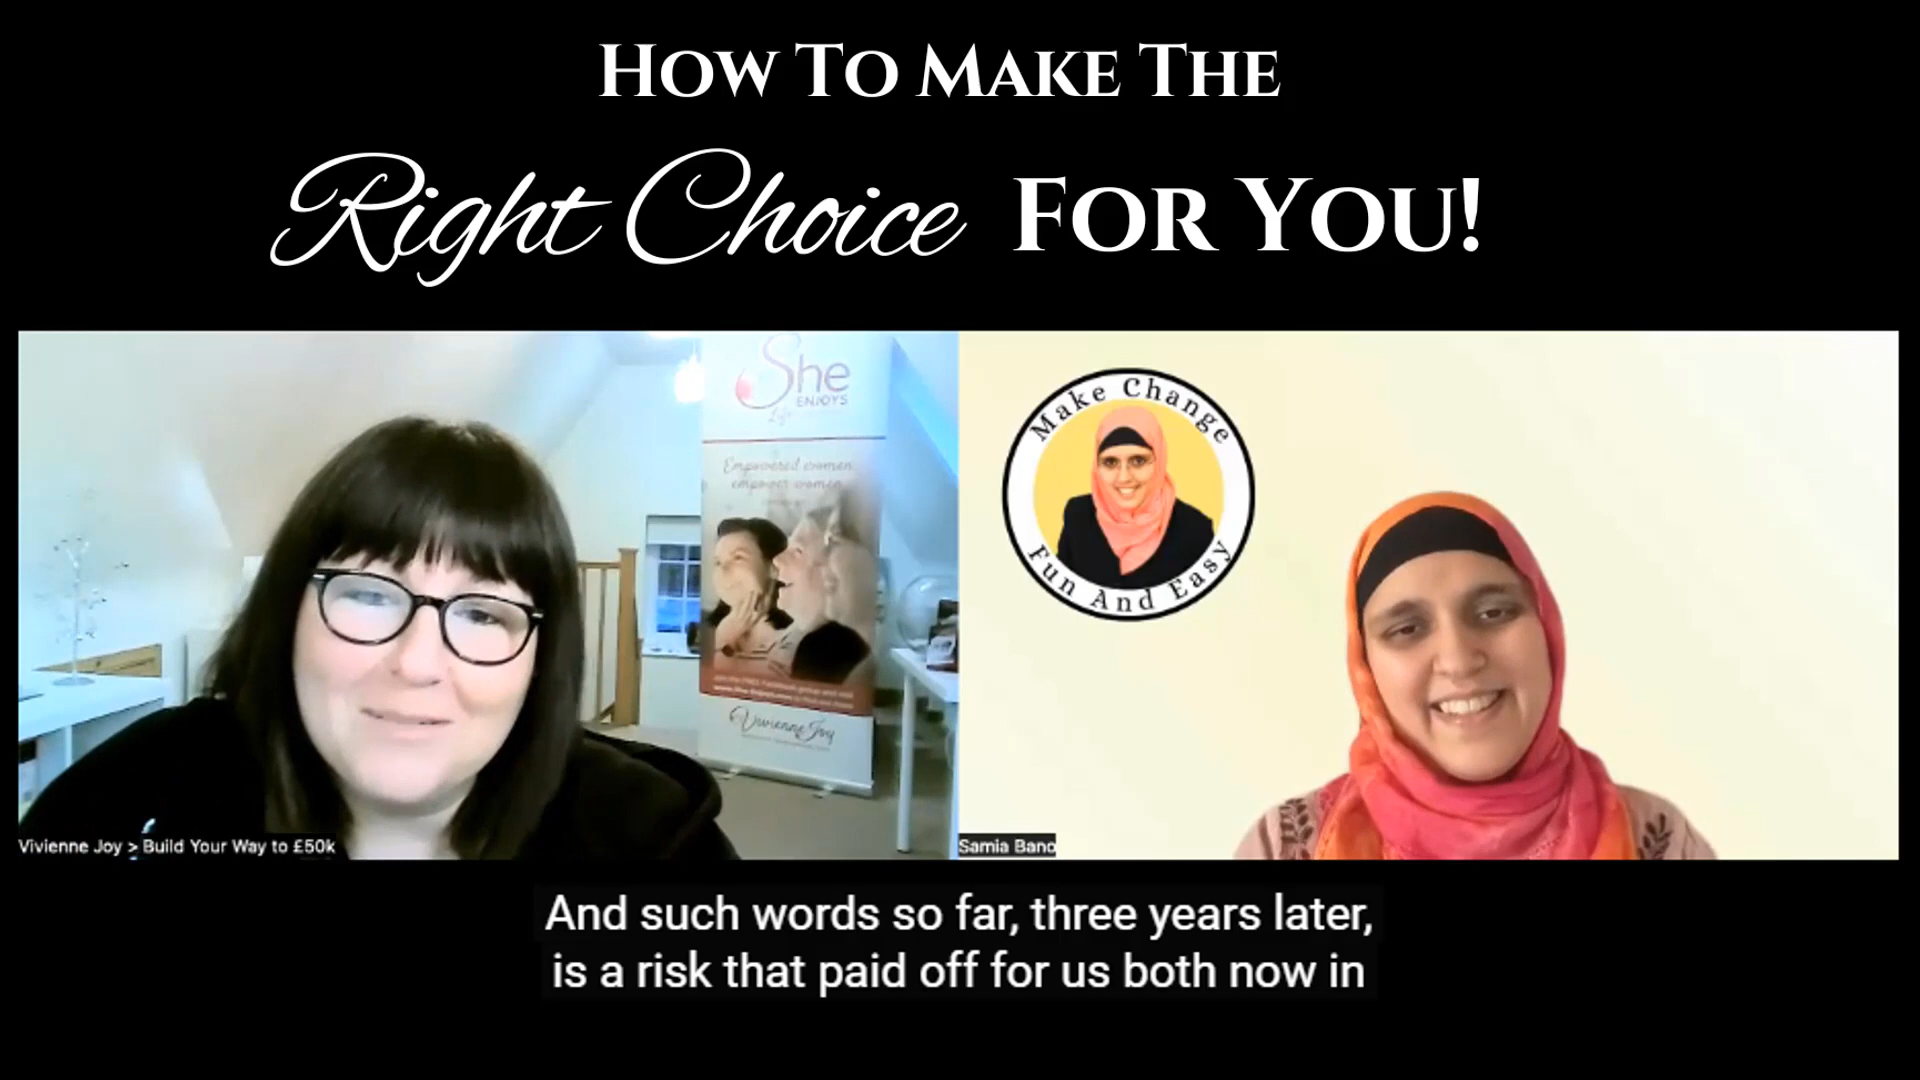 How To Make The
Right Choice For You!
She
ENJOYS
Life
Empowered women
empower women
Vivienne Joy
Make Change
Fun And Easy
Vivienne Joy > Build Your Way to £50k
Samia Bano
And such words so far, three years later,
is a risk that paid off for us both now in